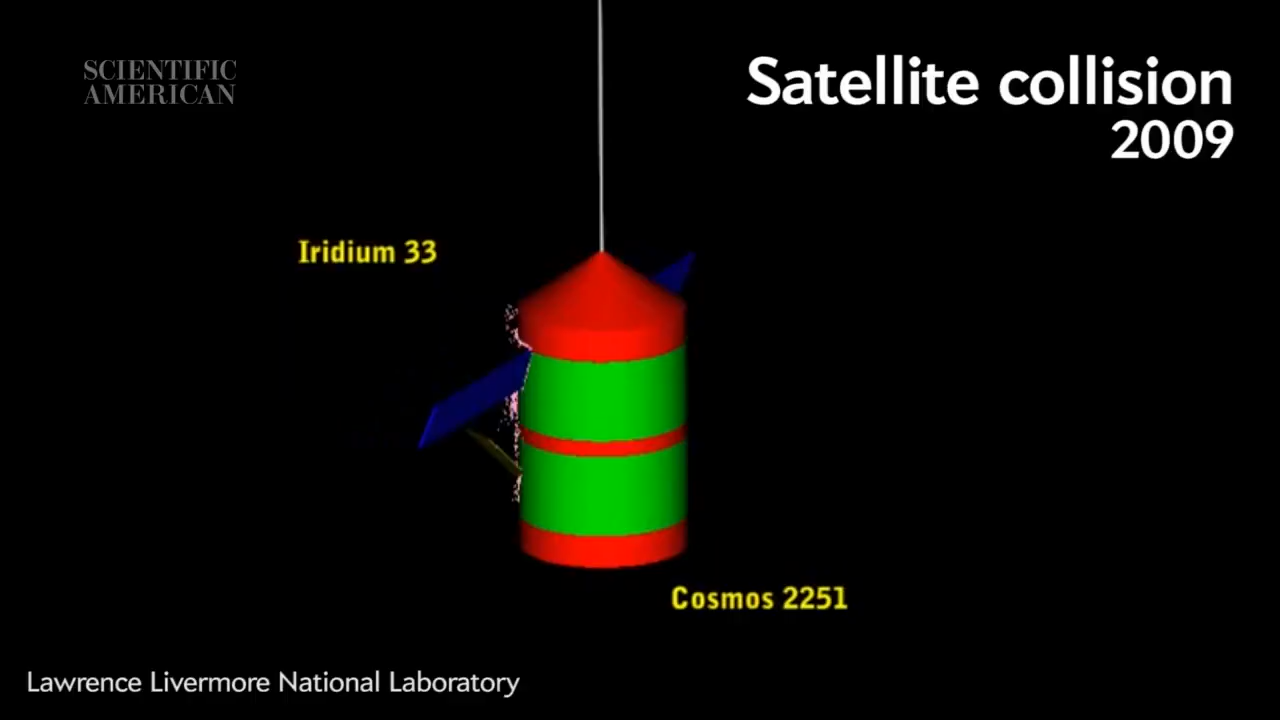 SCIENTIFIC
AMERICAN
Satellite collision
2009
Iridium 33
Cosmos 2251
Lawrence Livermore National Laboratory